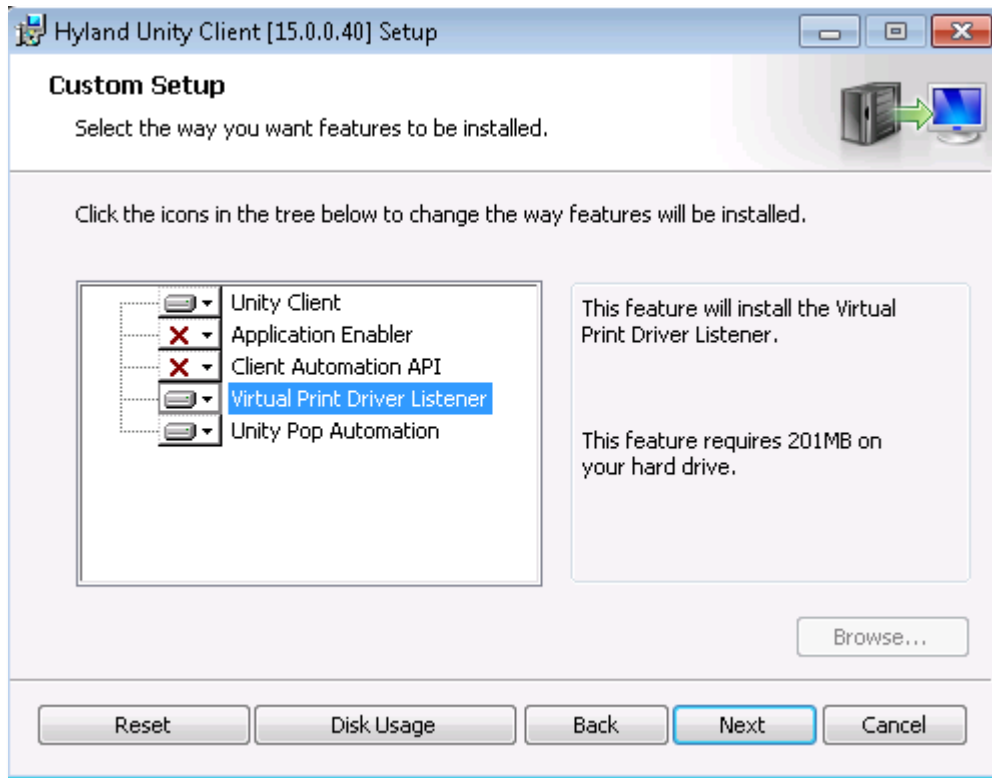 Hyland Unity Client [15.0.0.40] Setup
Custom Setup
Select the way you want features to be installed.
Click the icons in the tree below to change the way features will be installed.
Unity Client
Application Enabler
Client Automation API
Virtual Print Driver Listener
Unity Pop Automation
This feature will install the Virtual
Print Driver Listener.
This feature requires 201MB on
your hard drive.
Browse...
Reset
Disk Usage
Back
Next
Cancel